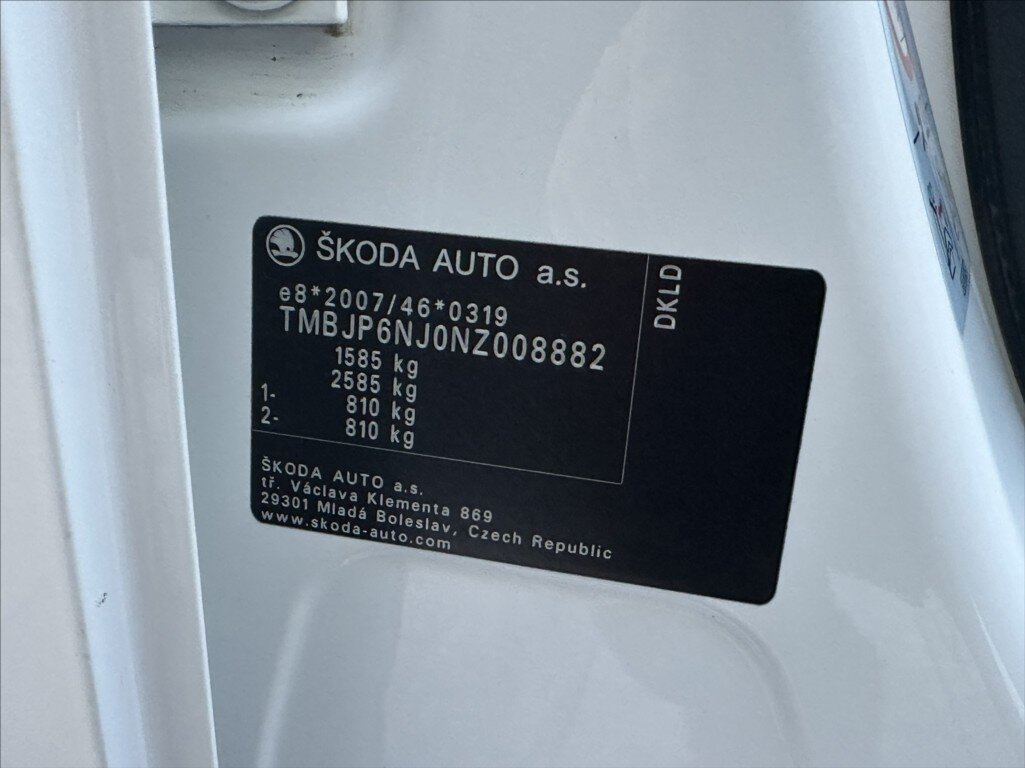 ŠKODA AUTO a.s.
e8*2007/46*0319
TMBJP6NJ0NZ008882
1585 kg
2585 kg
1- 810 kg
2- 810 kg
DKLD
ŠKODA AUTO a.s.
tř. Václava Klementa 869
29301 Mladá Boleslav, Czech Republic
www.skoda-auto.com